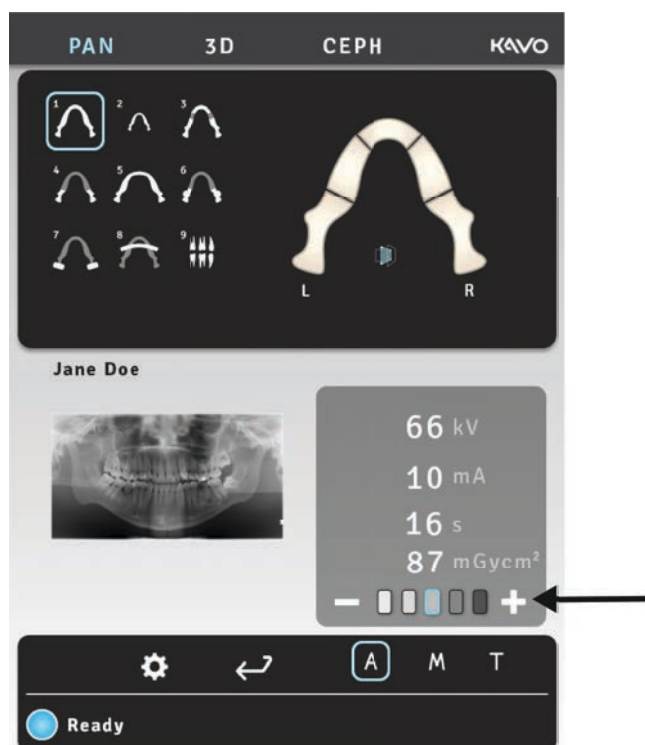 PAN 3D CEPH KAVO
1 2 3
4 5 6
7 8 9
L R
Jane Doe
66 kV
10 mA
16 s
87 mGycm²
− +
A M T
Ready